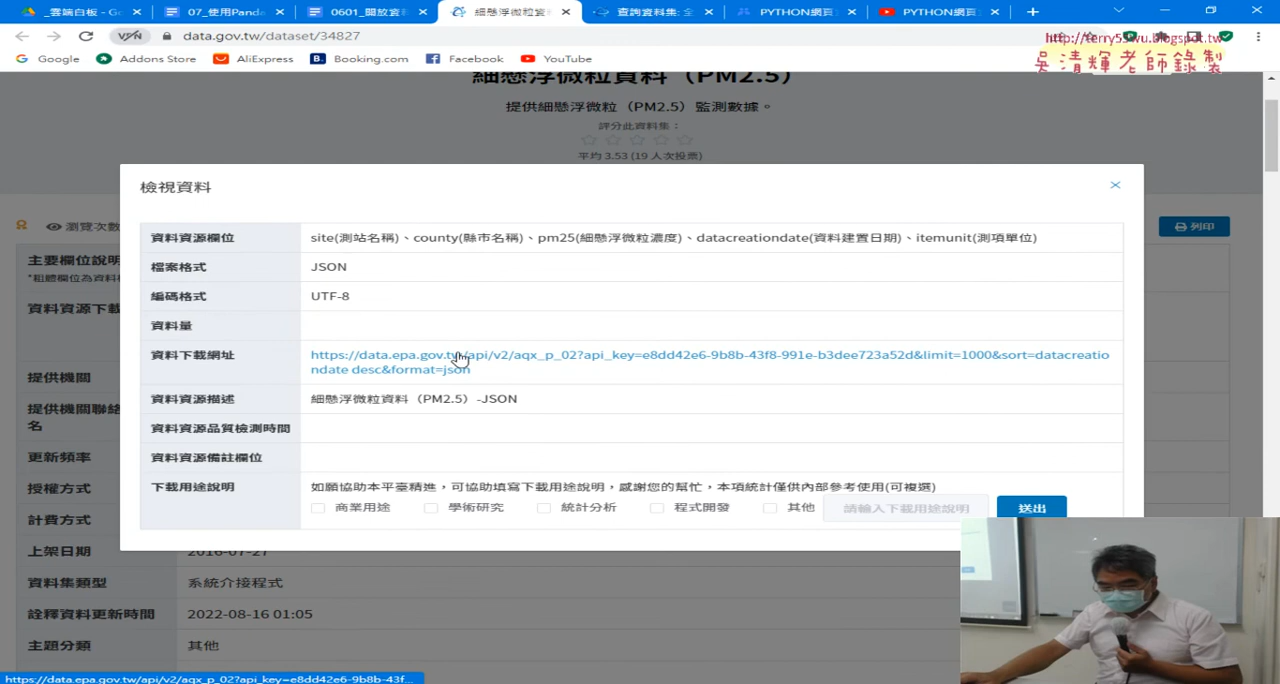 _雲端白板 - Go
07_使用Panda
0601_開放資
細懸浮微粒資
查詢資料集: 全
PYTHON網頁
PYTHON網頁
data.gov.tw/dataset/34827
VPN
http://terry55wu.blogspot.tw
吳清輝老師錄製
Google
Addons Store
AliExpress
Booking.com
Facebook
YouTube
細懸浮微粒資料（PM2.5）
提供細懸浮微粒（PM2.5）監測數據。
評分此資料集：
平均 3.53 (19 人次投票)
檢視資料
瀏覽次數
列印
主要欄位說明
資料資源欄位 site(測站名稱)、county(縣市名稱)、pm25(細懸浮微粒濃度)、datacreationdate(資料建置日期)、itemunit(測項單位)
檔案格式 JSON
編碼格式 UTF-8
資料資源下載
資料量
資料下載網址 https://data.epa.gov.tw/api/v2/aqx_p_02?api_key=e8dd42e6-9b8b-43f8-991e-b3dee723a52d&limit=1000&sort=datacreatio
ndate desc&format=json
提供機關
資料資源描述 細懸浮微粒資料（PM2.5）-JSON
提供機關聯絡
名
資料資源品質檢測時間
更新頻率
資料資源備註欄位
授權方式
下載用途說明 如願協助本平臺精進，可協助填寫下載用途說明，感謝您的幫忙，本項統計僅供內部參考使用(可複選)
商業用途 學術研究 統計分析 程式開發 其他 請輸入下載用途說明 送出
計費方式
上架日期 2016-07-27
資料集類型 系統介接程式
詮釋資料更新時間 2022-08-16 01:05
主題分類 其他
https://data.epa.gov.tw/api/v2/aqx_p_02?api_key=e8dd42e6-9b8b-43f...